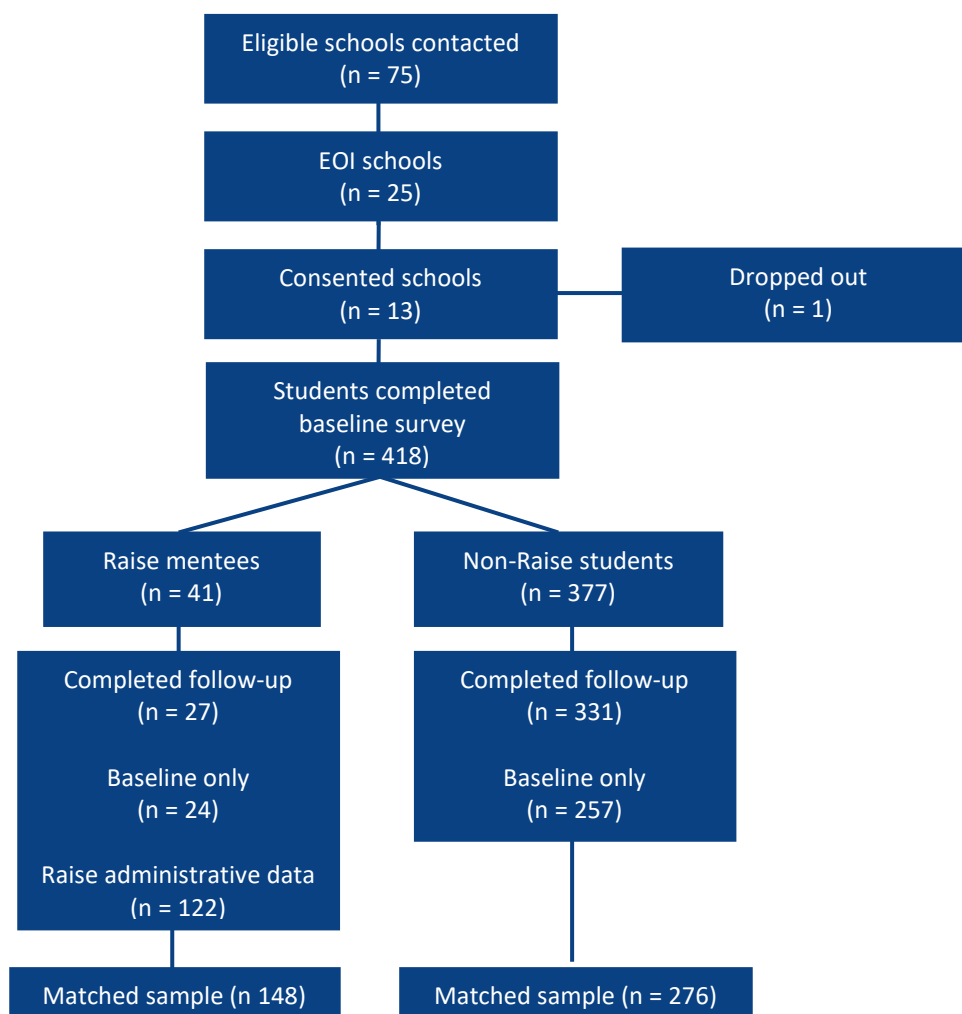 Eligible schools contacted
(n = 75)
EOI schools
(n = 25)
Consented schools
(n = 13)
Dropped out
(n = 1)
Students completed
baseline survey
(n = 418)
Raise mentees
(n = 41)
Non-Raise students
(n = 377)
Completed follow-up
(n = 27)
Baseline only
(n = 24)
Raise administrative data
(n = 122)
Completed follow-up
(n = 331)
Baseline only
(n = 257)
Matched sample (n 148)
Matched sample (n = 276)